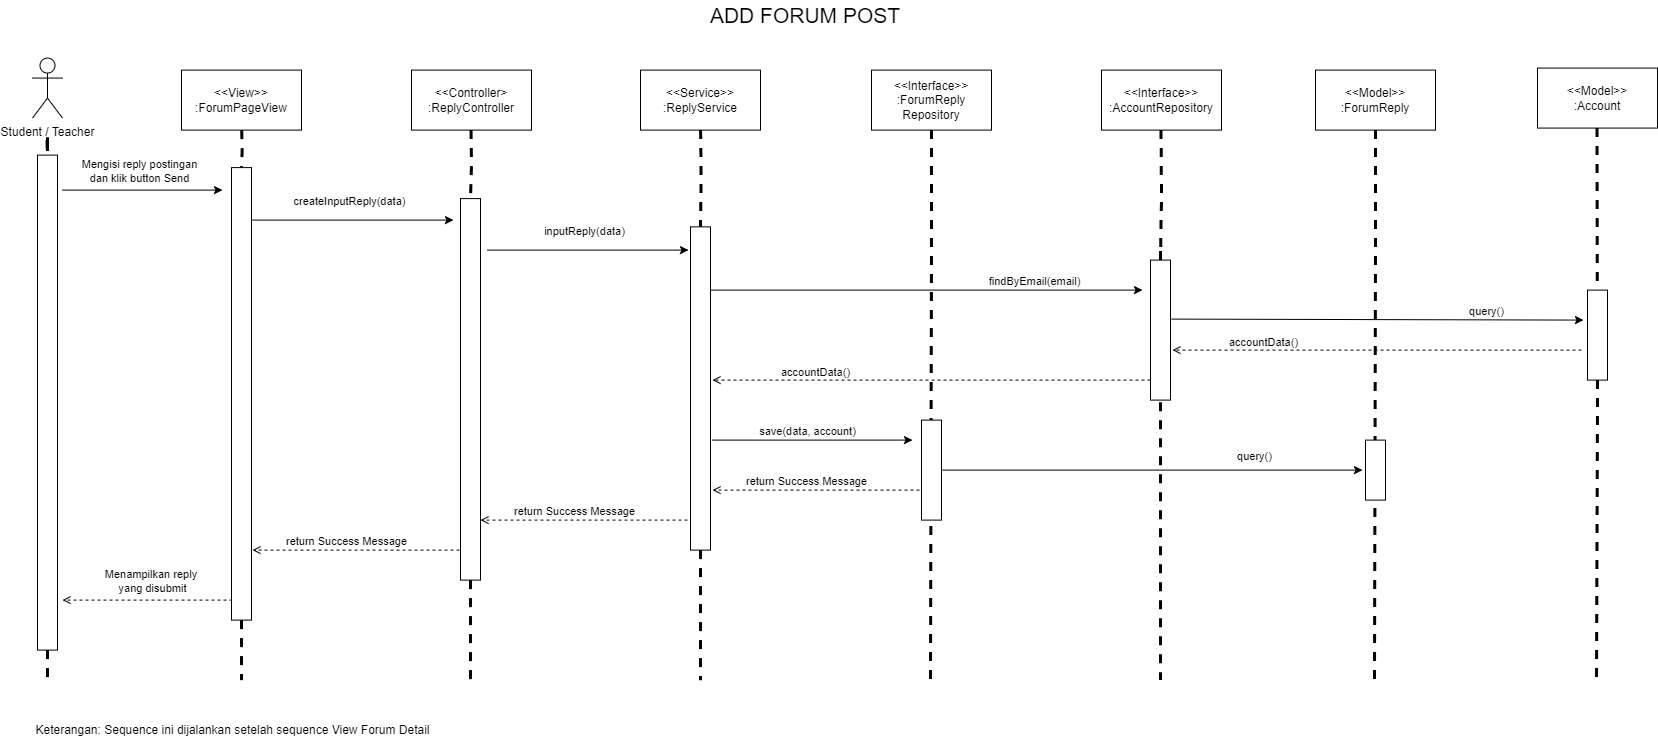 ADD FORUM POST
Student / Teacher
<<View>>
:ForumPageView
<<Controller>
:ReplyController
<<Service>>
:ReplyService
<<Interface>>
:ForumReply
Repository
<<Interface>>
:AccountRepository
<<Model>>
:ForumReply
<<Model>>
:Account
Mengisi reply postingan
dan klik button Send
createInputReply(data)
inputReply(data)
findByEmail(email)
query()
accountData()
accountData()
save(data, account)
query()
return Success Message
return Success Message
return Success Message
Menampilkan reply
yang disubmit
Keterangan: Sequence ini dijalankan setelah sequence View Forum Detail